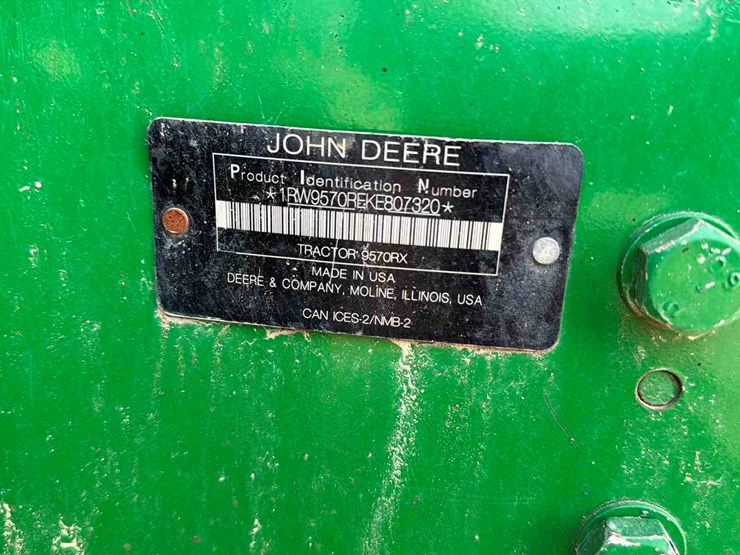 JOHN DEERE
Product Identification Number
*1RW9570REKE807320*
TRACTOR 9570RX
MADE IN USA
DEERE & COMPANY, MOLINE, ILLINOIS, USA
CAN ICES-2/NMB-2